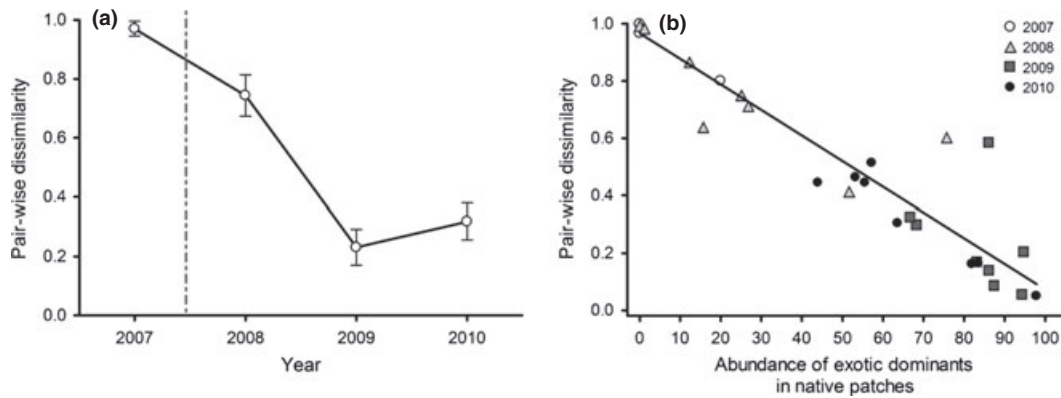 (a)
1.0
0.8
0.6
0.4
0.2
0.0
Pair-wise dissimilarity
2007 2008 2009 2010
Year
(b)
1.0
0.8
0.6
0.4
0.2
0.0
Pair-wise dissimilarity
2007
2008
2009
2010
0 10 20 30 40 50 60 70 80 90 100
Abundance of exotic dominants
in native patches